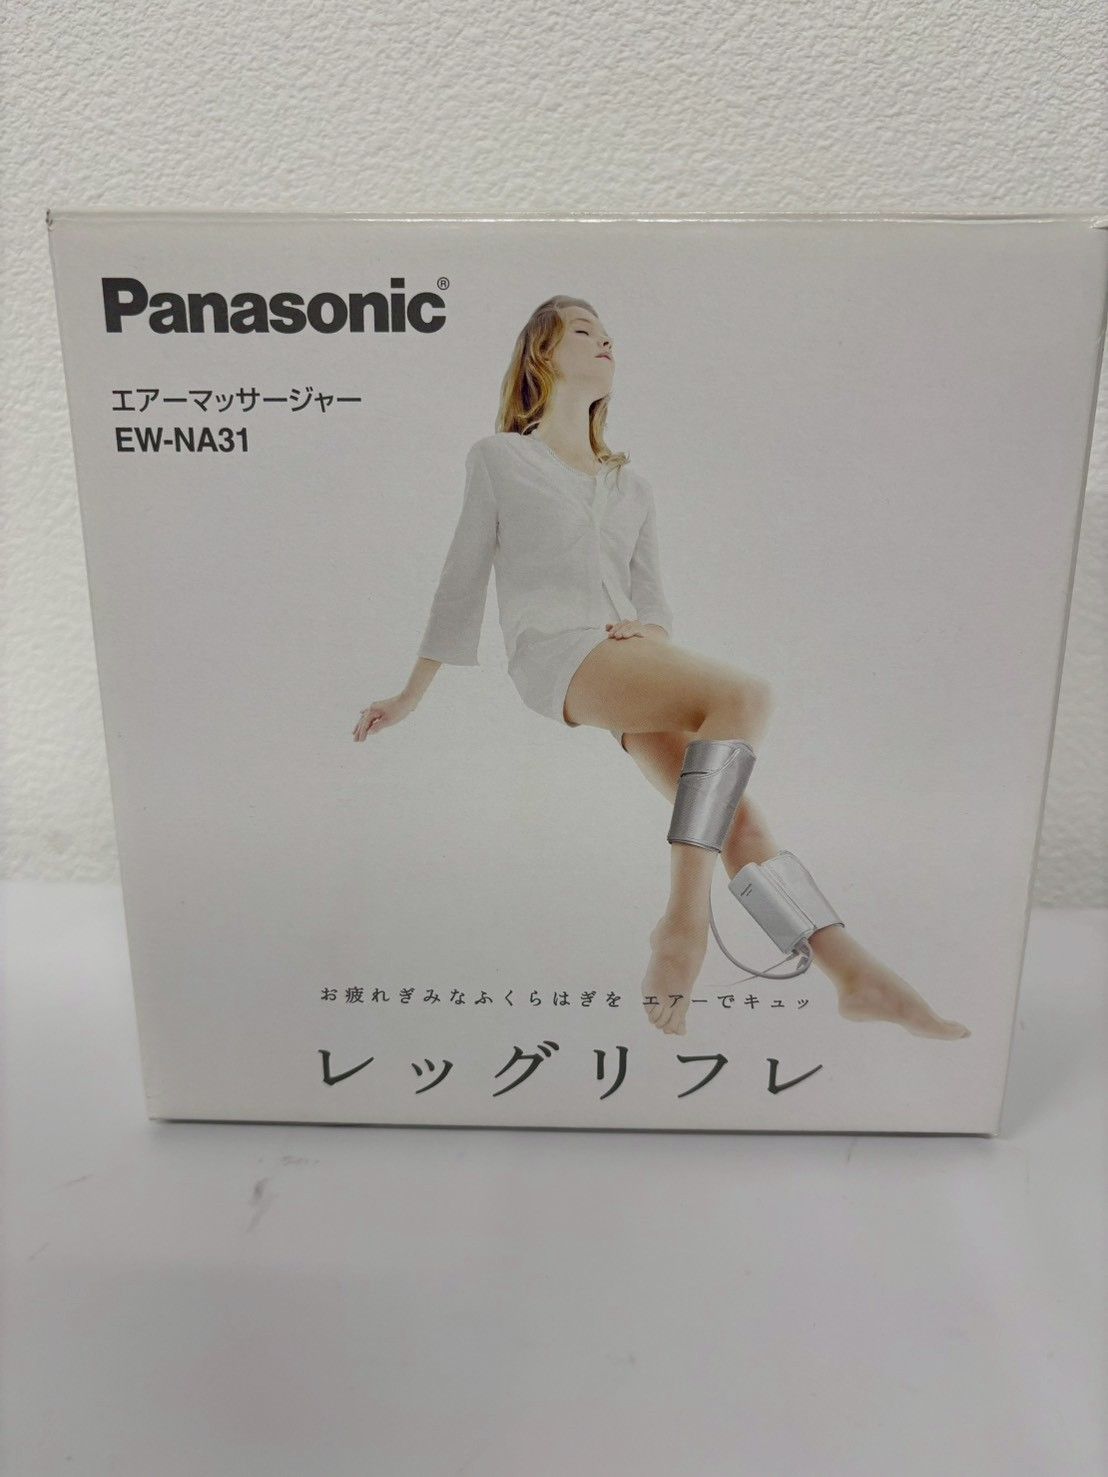 Panasonic®
エアーマッサージャー
EW-NA31
お疲れぎみなふくらはぎを エアーでキュッ
レッグリフレ